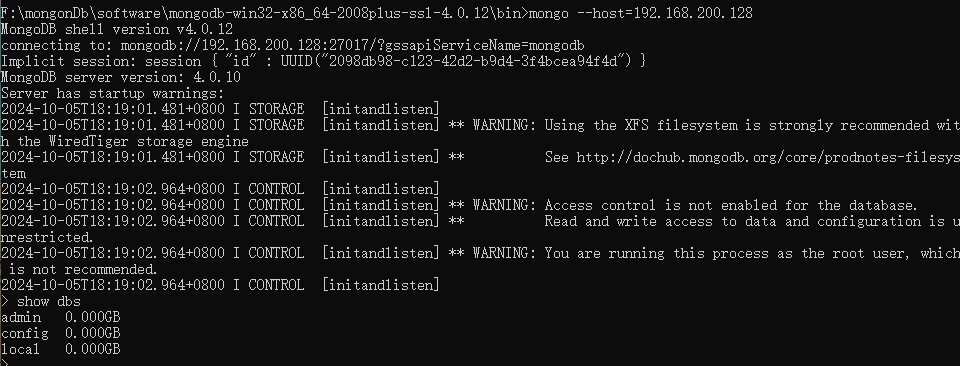 F:\mongonDb\software\mongodb-win32-x86_64-2008plus-ssl-4.0.12\bin>mongo --host=192.168.200.128
MongoDB shell version v4.0.12
connecting to: mongodb://192.168.200.128:27017/?gssapiServiceName=mongodb
Implicit session: session { "id" : UUID("2098db98-c123-42d2-b9d4-3f4bcea94f4d") }
MongoDB server version: 4.0.10
Server has startup warnings:
2024-10-05T18:19:01.481+0800 I STORAGE  [initandlisten]
2024-10-05T18:19:01.481+0800 I STORAGE  [initandlisten] ** WARNING: Using the XFS filesystem is strongly recommended wit
h the WiredTiger storage engine
2024-10-05T18:19:01.481+0800 I STORAGE  [initandlisten] **          See http://dochub.mongodb.org/core/prodnotes-filesys
tem
2024-10-05T18:19:02.964+0800 I CONTROL  [initandlisten]
2024-10-05T18:19:02.964+0800 I CONTROL  [initandlisten] ** WARNING: Access control is not enabled for the database.
2024-10-05T18:19:02.964+0800 I CONTROL  [initandlisten] **          Read and write access to data and configuration is u
nrestricted.
2024-10-05T18:19:02.964+0800 I CONTROL  [initandlisten] ** WARNING: You are running this process as the root user, which
 is not recommended.
2024-10-05T18:19:02.964+0800 I CONTROL  [initandlisten]
> show dbs
admin   0.000GB
config  0.000GB
local   0.000GB
>